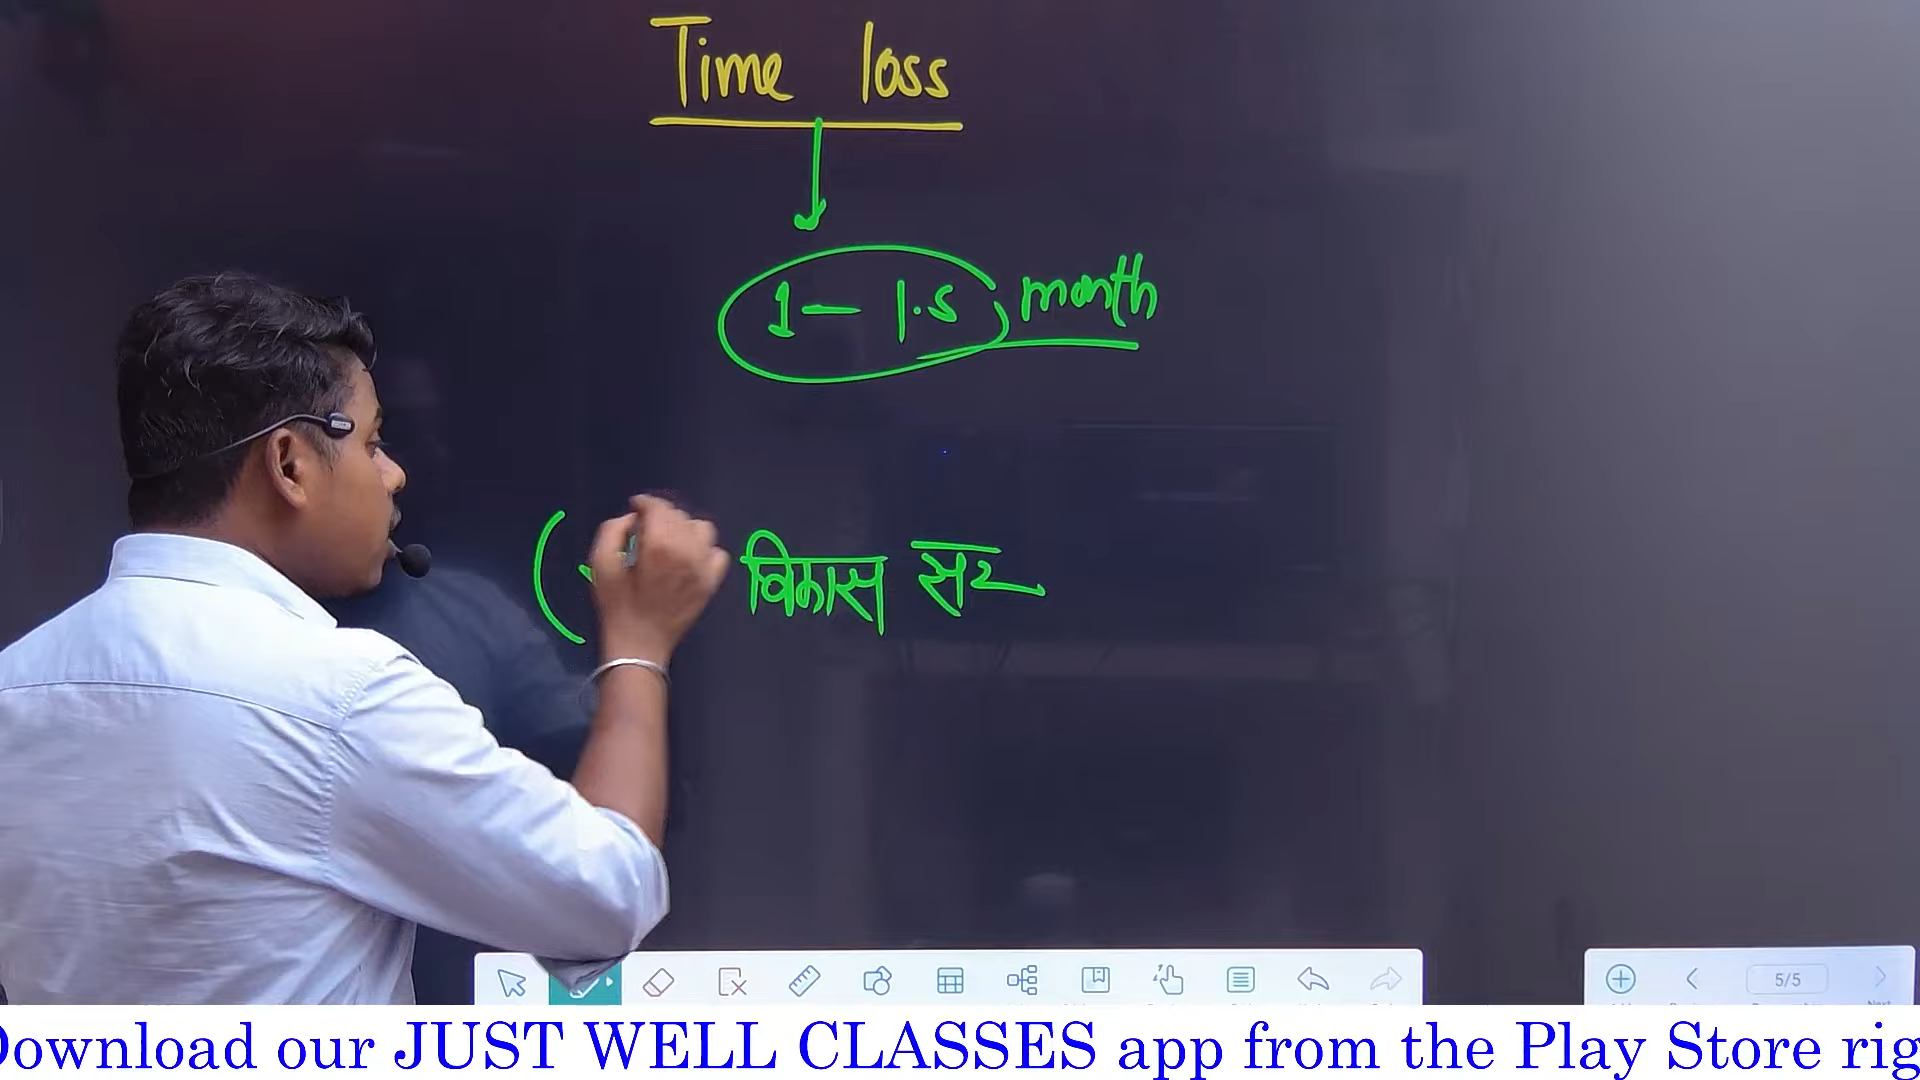 Time loss
1 - 1.5 month
( विकास सर
5/5
Download our JUST WELL CLASSES app from the Play Store rig